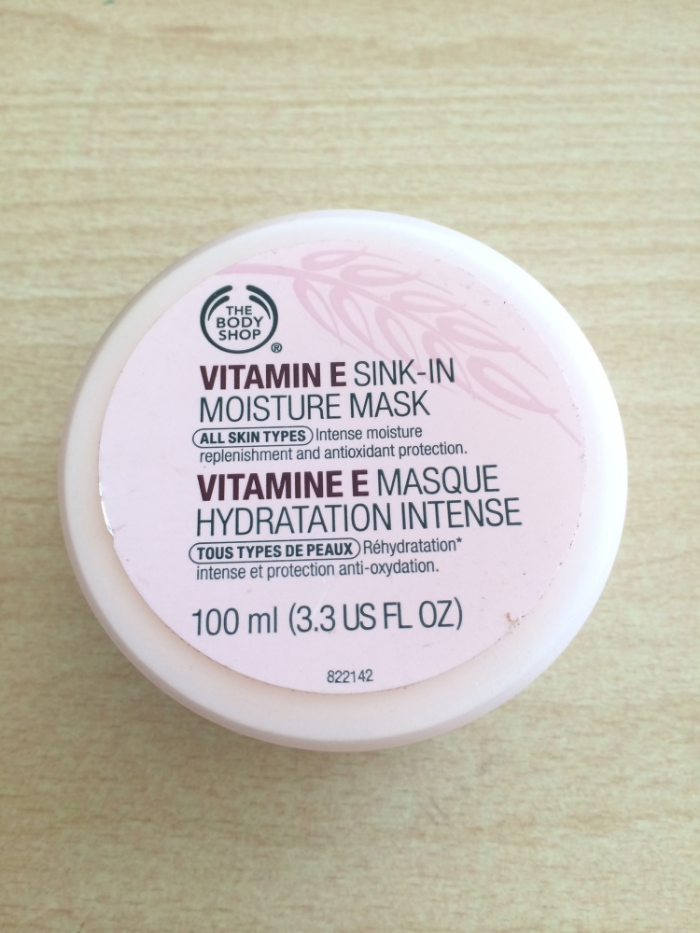 THE
BODY
SHOP
®
VITAMIN E SINK-IN
MOISTURE MASK
ALL SKIN TYPES Intense moisture
replenishment and antioxidant protection.
VITAMINE E MASQUE
HYDRATATION INTENSE
TOUS TYPES DE PEAUX Réhydratation*
intense et protection anti-oxydation.
100 ml (3.3 US FL OZ)
822142